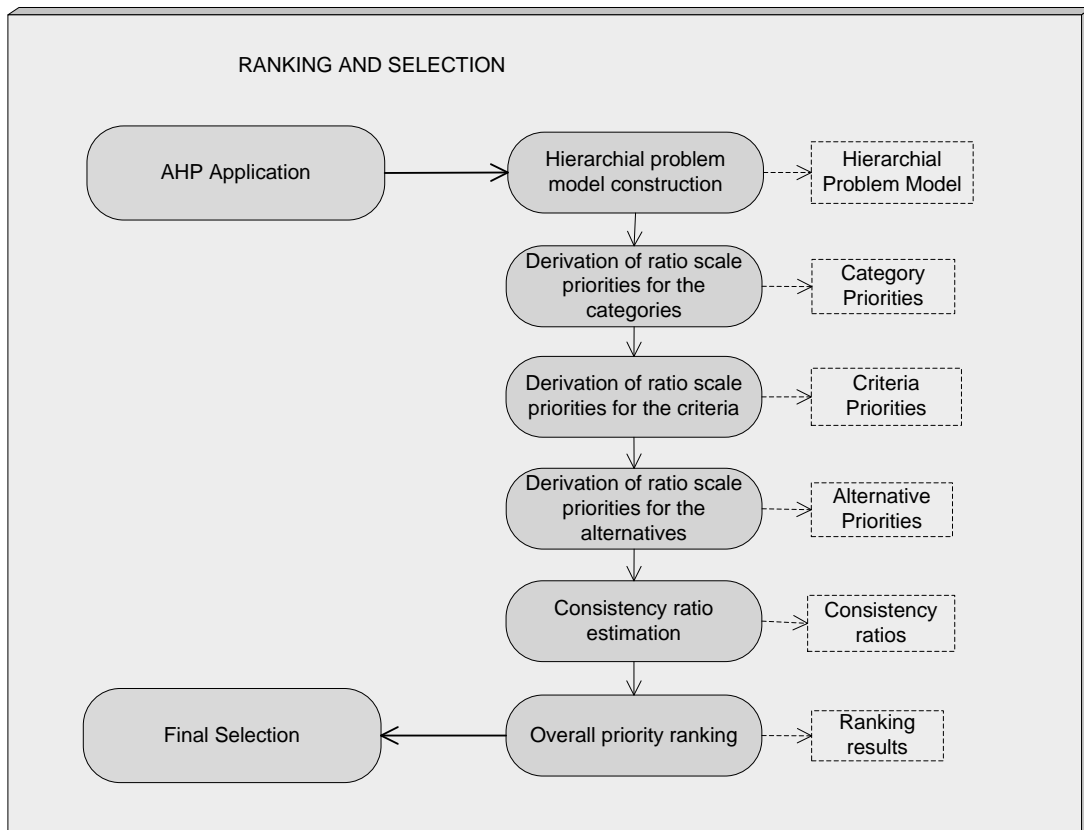 RANKING AND SELECTION
AHP Application
Hierarchial problem
model construction
Hierarchial
Problem Model
Derivation of ratio scale
priorities for the
categories
Category
Priorities
Derivation of ratio scale
priorities for the criteria
Criteria
Priorities
Derivation of ratio scale
priorities for the
alternatives
Alternative
Priorities
Consistency ratio
estimation
Consistency
ratios
Final Selection
Overall priority ranking
Ranking
results